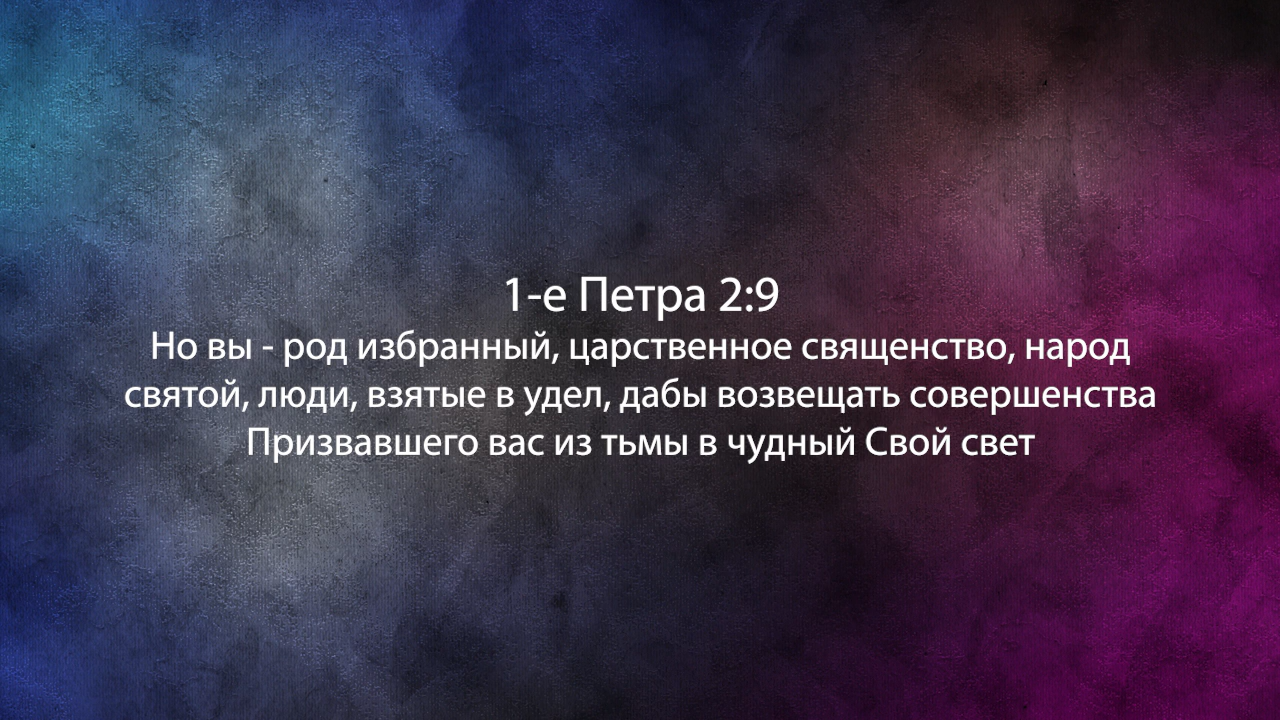 1-е Петра 2:9
Но вы - род избранный, царственное священство, народ
святой, люди, взятые в удел, дабы возвещать совершенства
Призвавшего вас из тьмы в чудный Свой свет